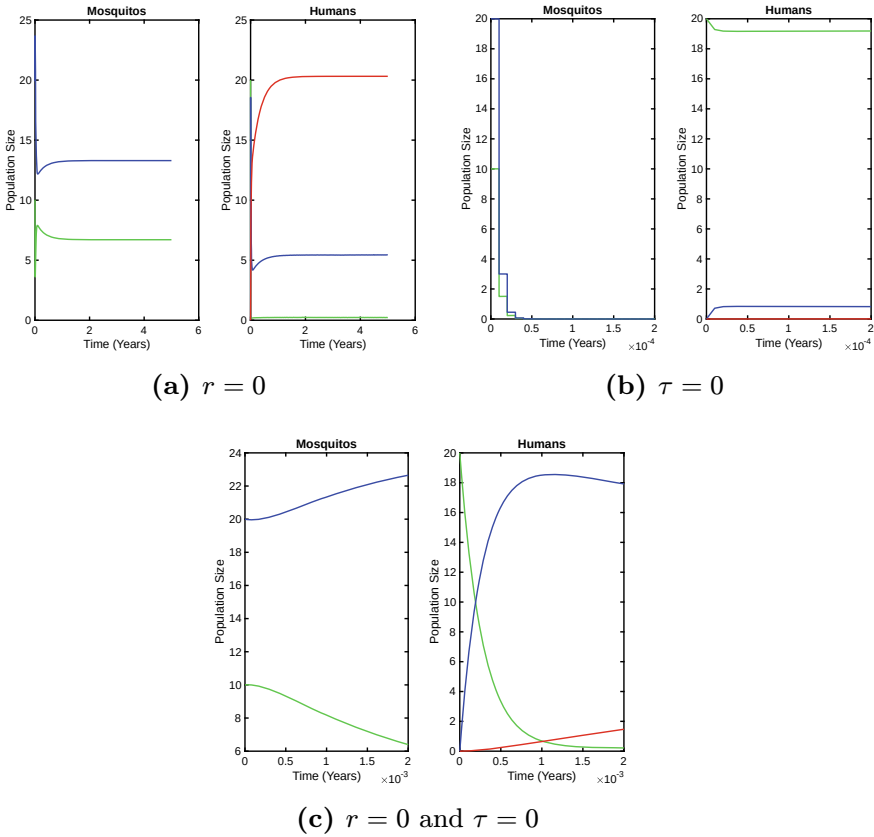 Mosquitos
Population Size
25
20
15
10
5
0
0 2 4 6
Time (Years)
Humans
Population Size
25
20
15
10
5
0
0 2 4 6
Time (Years)
(a) r = 0
Mosquitos
Population Size
20
18
16
14
12
10
8
6
4
2
0
0 0.5 1 1.5 2
Time (Years)
×10⁻⁴
Humans
Population Size
20
18
16
14
12
10
8
6
4
2
0
0 0.5 1 1.5 2
Time (Years)
×10⁻⁴
(b) τ = 0
Mosquitos
Population Size
24
22
20
18
16
14
12
10
8
6
0 0.5 1 1.5 2
Time (Years)
×10⁻³
Humans
Population Size
20
18
16
14
12
10
8
6
4
2
0
0 0.5 1 1.5 2
Time (Years)
×10⁻³
(c) r = 0 and τ = 0